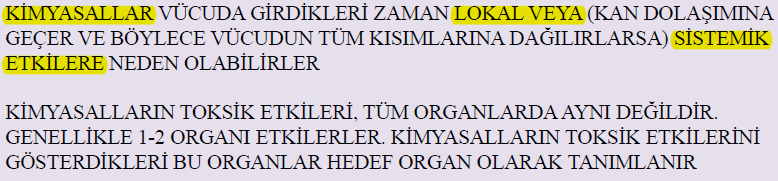 KİMYASALLAR VÜCUDA GİRDİKLERİ ZAMAN LOKAL VEYA (KAN DOLAŞIMINA
GEÇER VE BÖYLECE VÜCUDUN TÜM KISIMLARINA DAĞILIRLARSA) SİSTEMİK
ETKİLERE NEDEN OLABİLİRLER
KİMYASALLARIN TOKSİK ETKİLERİ, TÜM ORGANLARDA AYNI DEĞİLDİR.
GENELLİKLE 1-2 ORGANI ETKİLERLER. KİMYASALLARIN TOKSİK ETKİLERİNİ
GÖSTERDİKLERİ BU ORGANLAR HEDEF ORGAN OLARAK TANIMLANIR